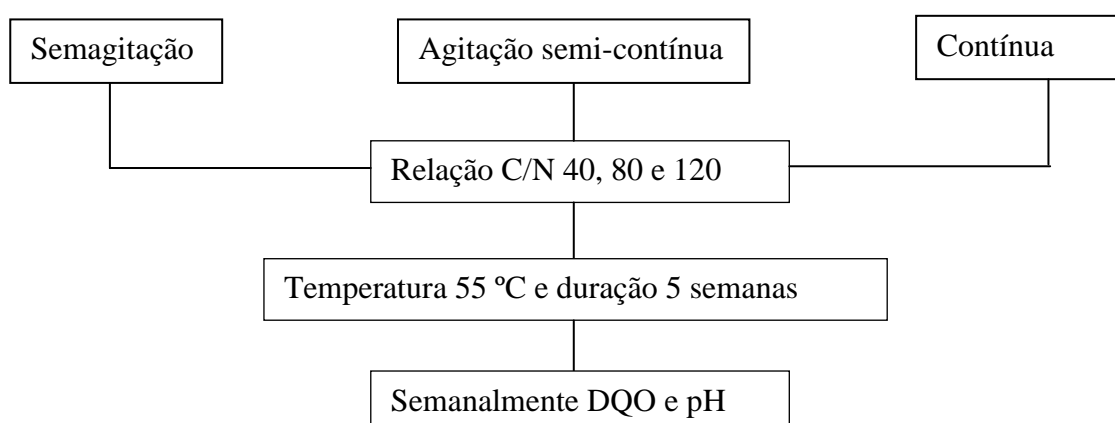 Semagitação
Agitação semi-contínua
Contínua
Relação C/N 40, 80 e 120
Temperatura 55 ºC e duração 5 semanas
Semanalmente DQO e pH